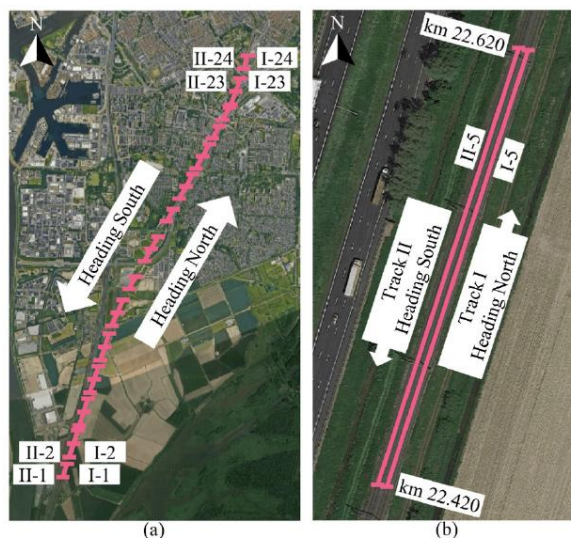 N
II-24 I-24
II-23 I-23
Heading South
Heading North
II-2 I-2
II-1 I-1
(a)
N
km 22.620
II-5
I-5
Track II
Heading South
Track I
Heading North
km 22.420
(b)